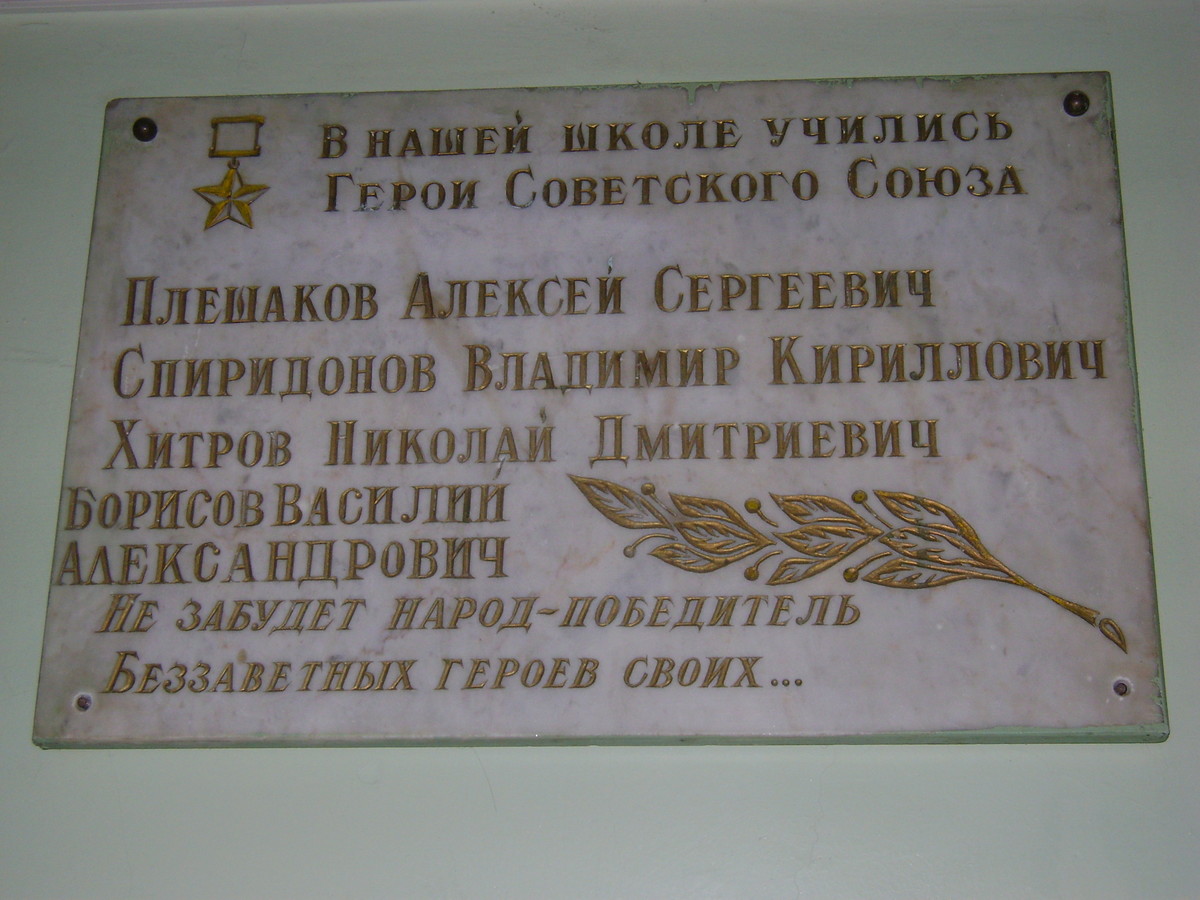 В НАШЕЙ ШКОЛЕ УЧИЛИСЬ
ГЕРОИ СОВЕТСКОГО СОЮЗА
ПЛЕШАКОВ АЛЕКСЕЙ СЕРГЕЕВИЧ
СПИРИДОНОВ ВЛАДИМИР КИРИЛЛОВИЧ
ХИТРОВ НИКОЛАЙ ДМИТРИЕВИЧ
БОРИСОВ ВАСИЛИЙ
АЛЕКСАНДРОВИЧ
НЕ ЗАБУДЕТ НАРОД-ПОБЕДИТЕЛЬ
БЕЗЗАВЕТНЫХ ГЕРОЕВ СВОИХ...